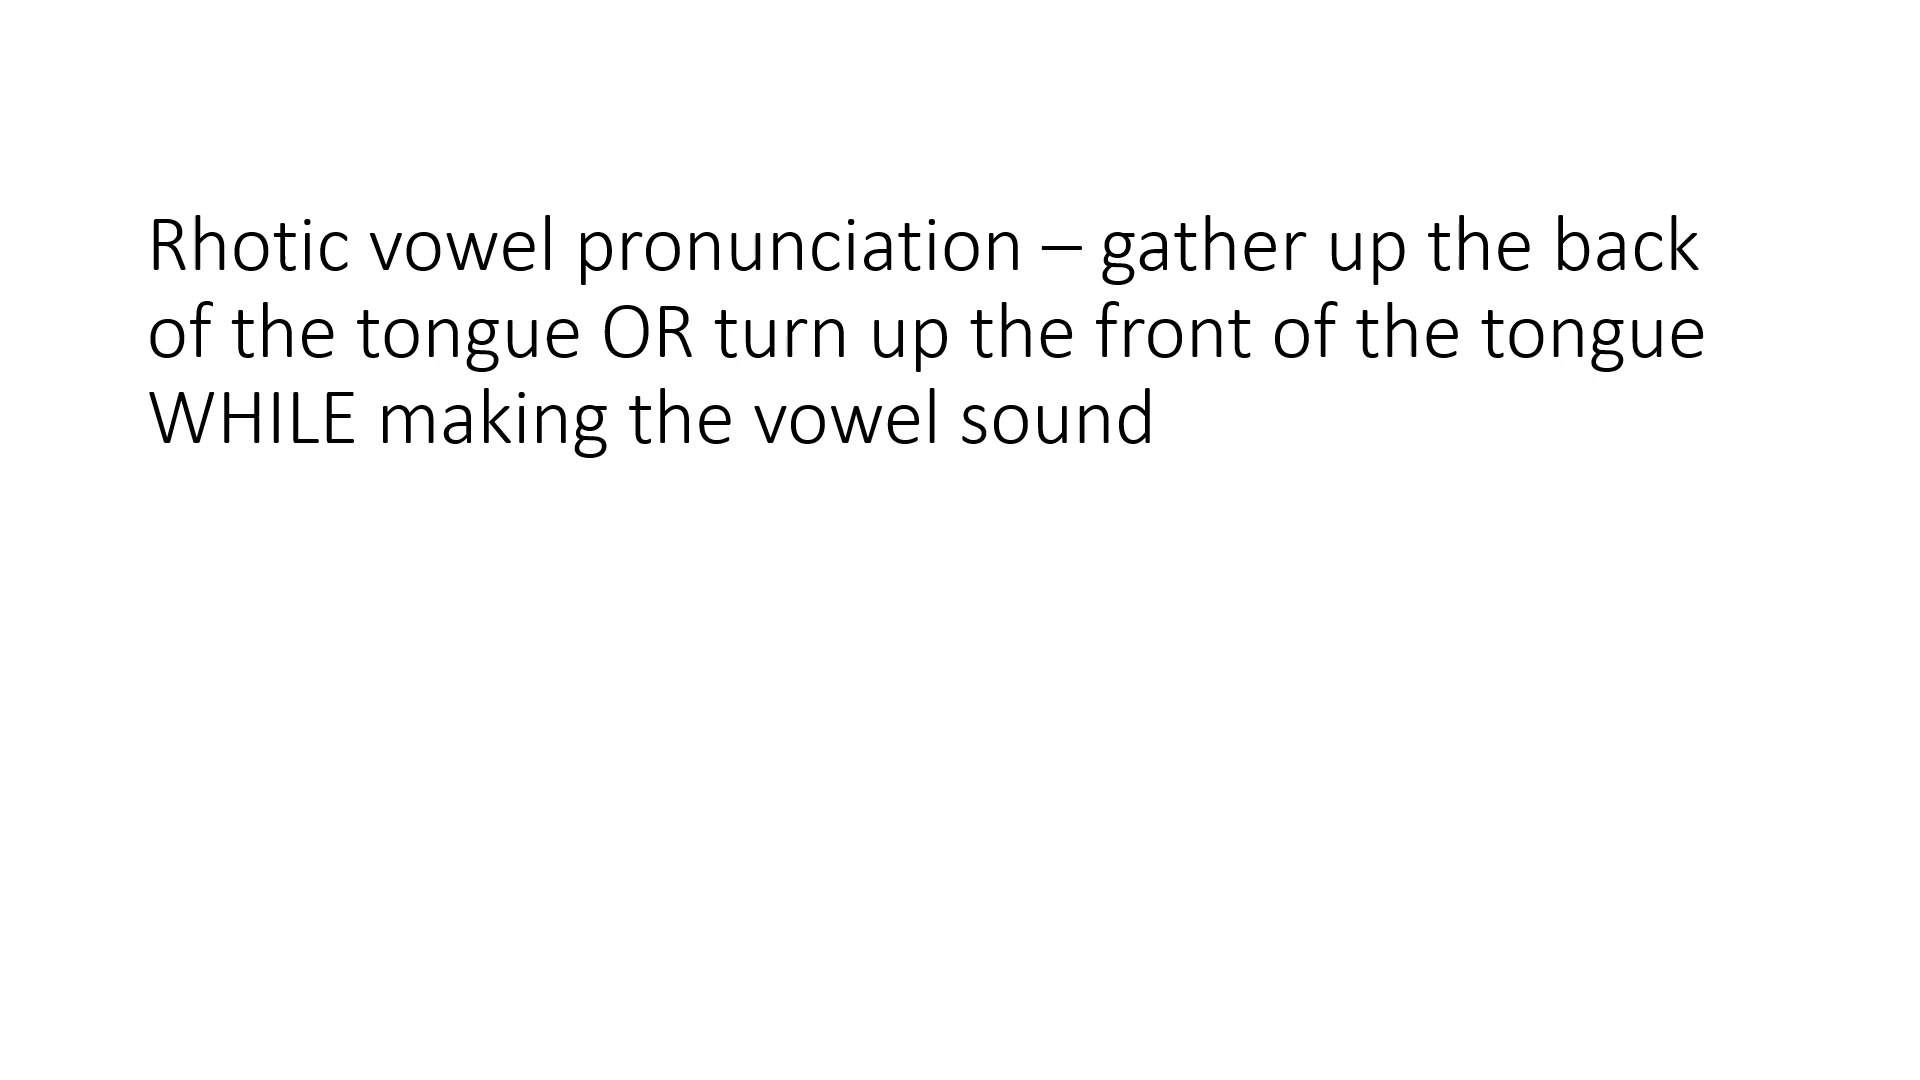 Rhotic vowel pronunciation – gather up the back
of the tongue OR turn up the front of the tongue
WHILE making the vowel sound